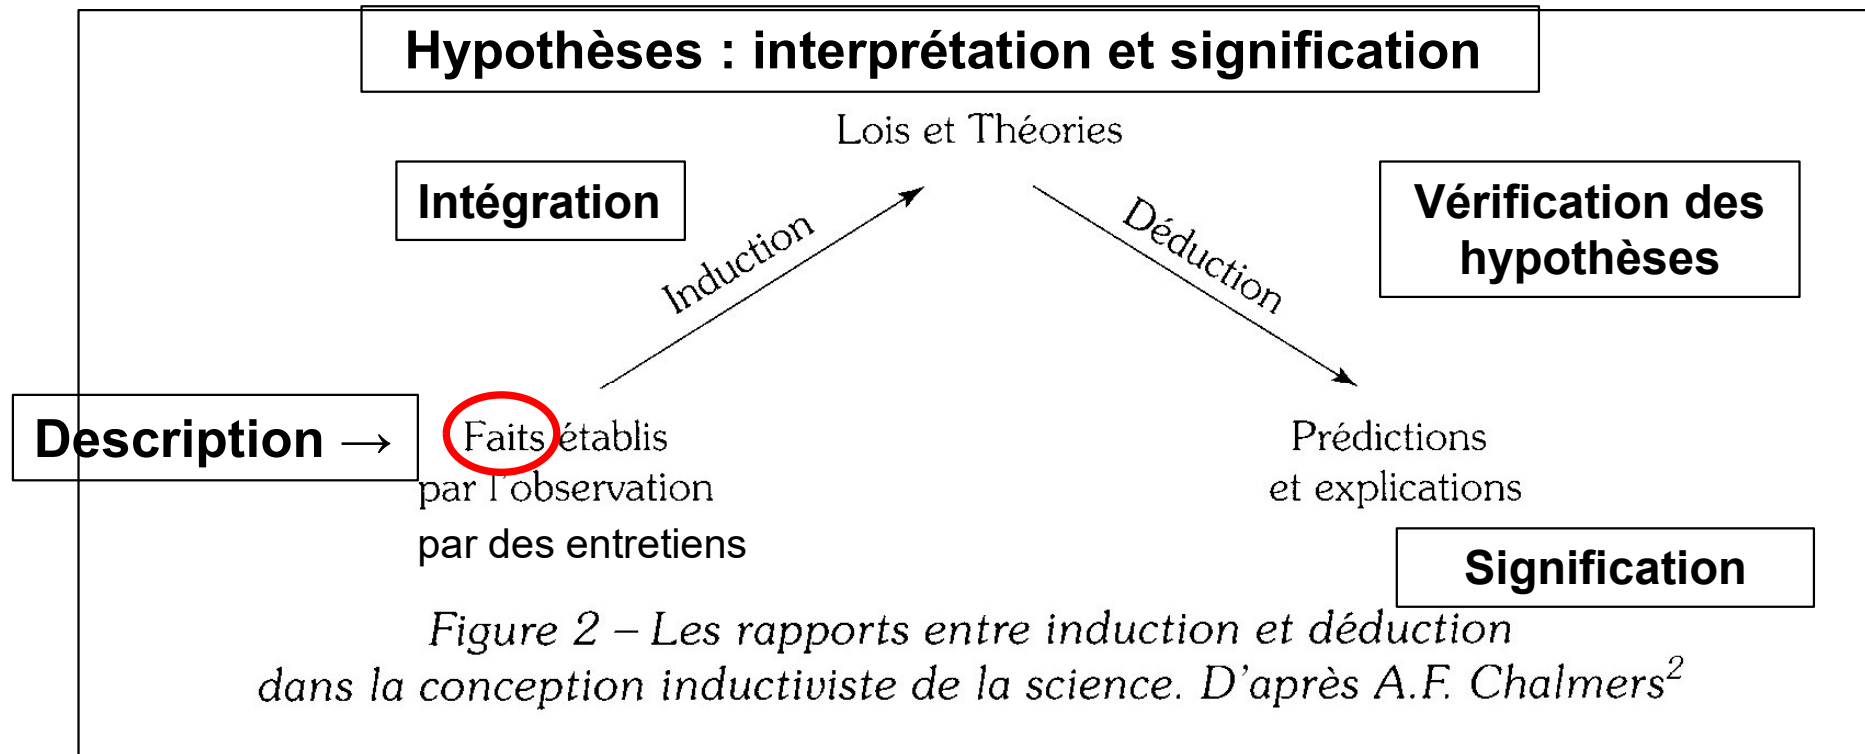 Hypothèses : interprétation et signification
Lois et Théories
Intégration
Induction
Déduction
Vérification des
hypothèses
Description →
Faits établis
par l'observation
par des entretiens
Prédictions
et explications
Signification
Figure 2 – Les rapports entre induction et déduction
dans la conception inductiviste de la science. D'après A.F. Chalmers²